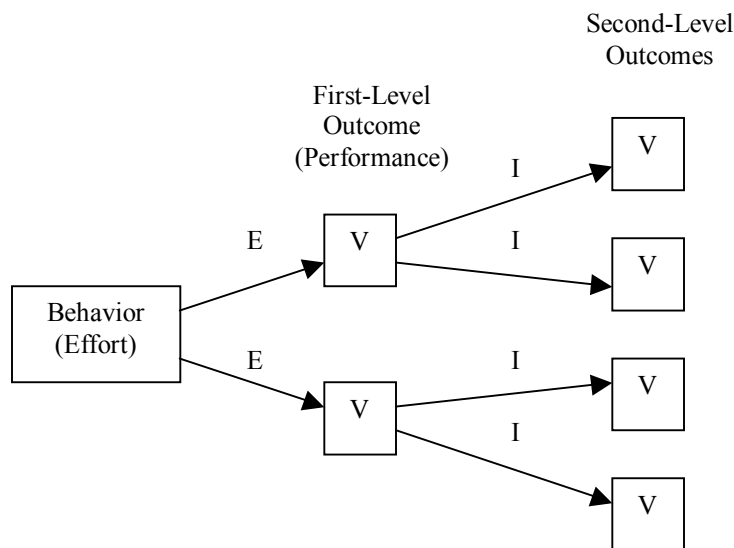 Second-Level
Outcomes
First-Level
Outcome
(Performance)
V
I
E
V
I
V
Behavior
(Effort)
E
V
I
V
I
V